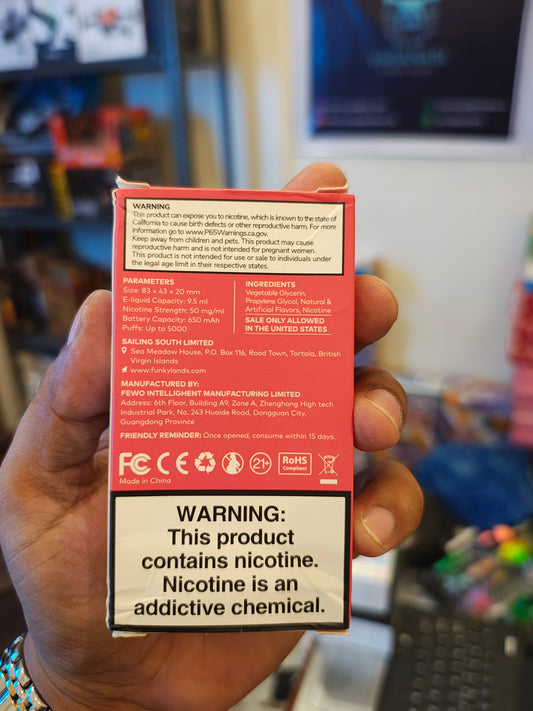 WARNING
This product can expose you to nicotine, which is known to the state of
California to cause birth defects or other reproductive harm. For more
information go to www.P65Warnings.ca.gov.
Keep away from children and pets. This product may cause
reproductive harm and is not intended for pregnant women.
This product is not intended for use or sale to individuals under
the legal age limit in their respective states.
PARAMETERS
Size: 83 × 43 × 20 mm
E-liquid Capacity: 9.5 ml
Nicotine Strength: 50 mg/ml
Battery Capacity: 650 mAh
Puffs: Up to 5000
INGREDIENTS
Vegetable Glycerin,
Propylene Glycol, Natural &
Artificial Flavors, Nicotine
SALE ONLY ALLOWED
IN THE UNITED STATES
SAILING SOUTH LIMITED
Sea Meadow House, P.O. Box 116, Road Town, Tortola, British
Virgin Islands
www.funkylands.com
MANUFACTURED BY:
FEWO INTELLIGHENT MANUFACTURING LIMITED
Address: 6th Floor, Building A9, Zone A, Zhenghong High tech
Industrial Park, No. 243 Huaide Road, Dongguan City,
Guangdong Province
FRIENDLY REMINDER: Once opened, consume within 15 days.
FC CE 21+ RoHS
Compliant
Made in China
WARNING:
This product
contains nicotine.
Nicotine is an
addictive chemical.